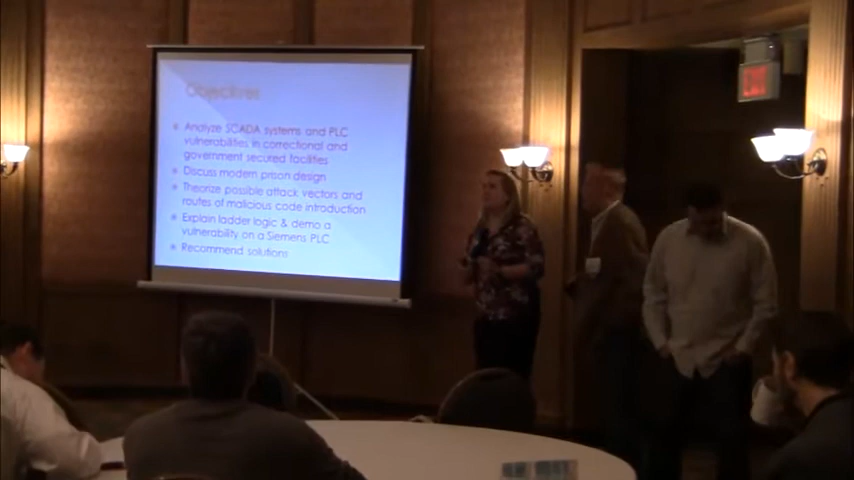 Objectives
Analyze SCADA systems and PLC
vulnerabilities in correctional and
government secured facilities
Discuss modern prison design
Theorize possible attack vectors and
routes of malicious code introduction
Explain ladder logic & demo a
vulnerability on a Siemens PLC
Recommend solutions
EXIT